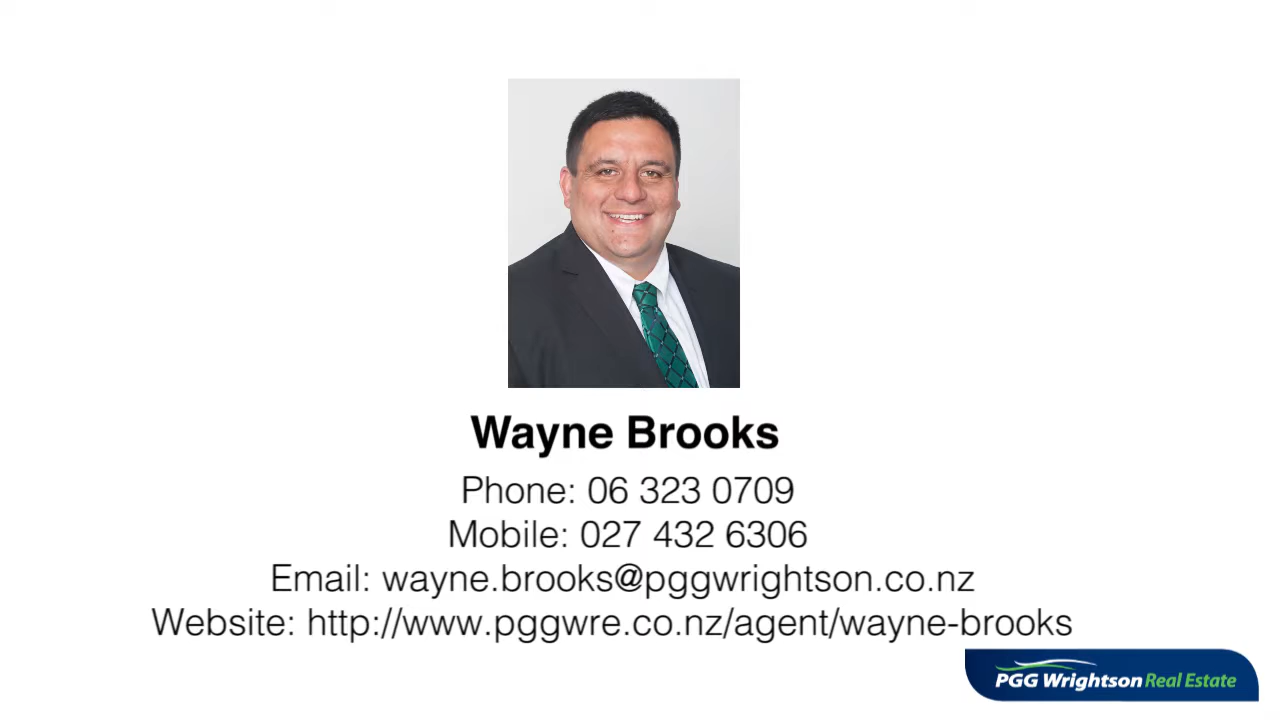 Wayne Brooks
Phone: 06 323 0709
Mobile: 027 432 6306
Email: wayne.brooks@pggwrightson.co.nz
Website: http://www.pggwre.co.nz/agent/wayne-brooks
PGG Wrightson Real Estate